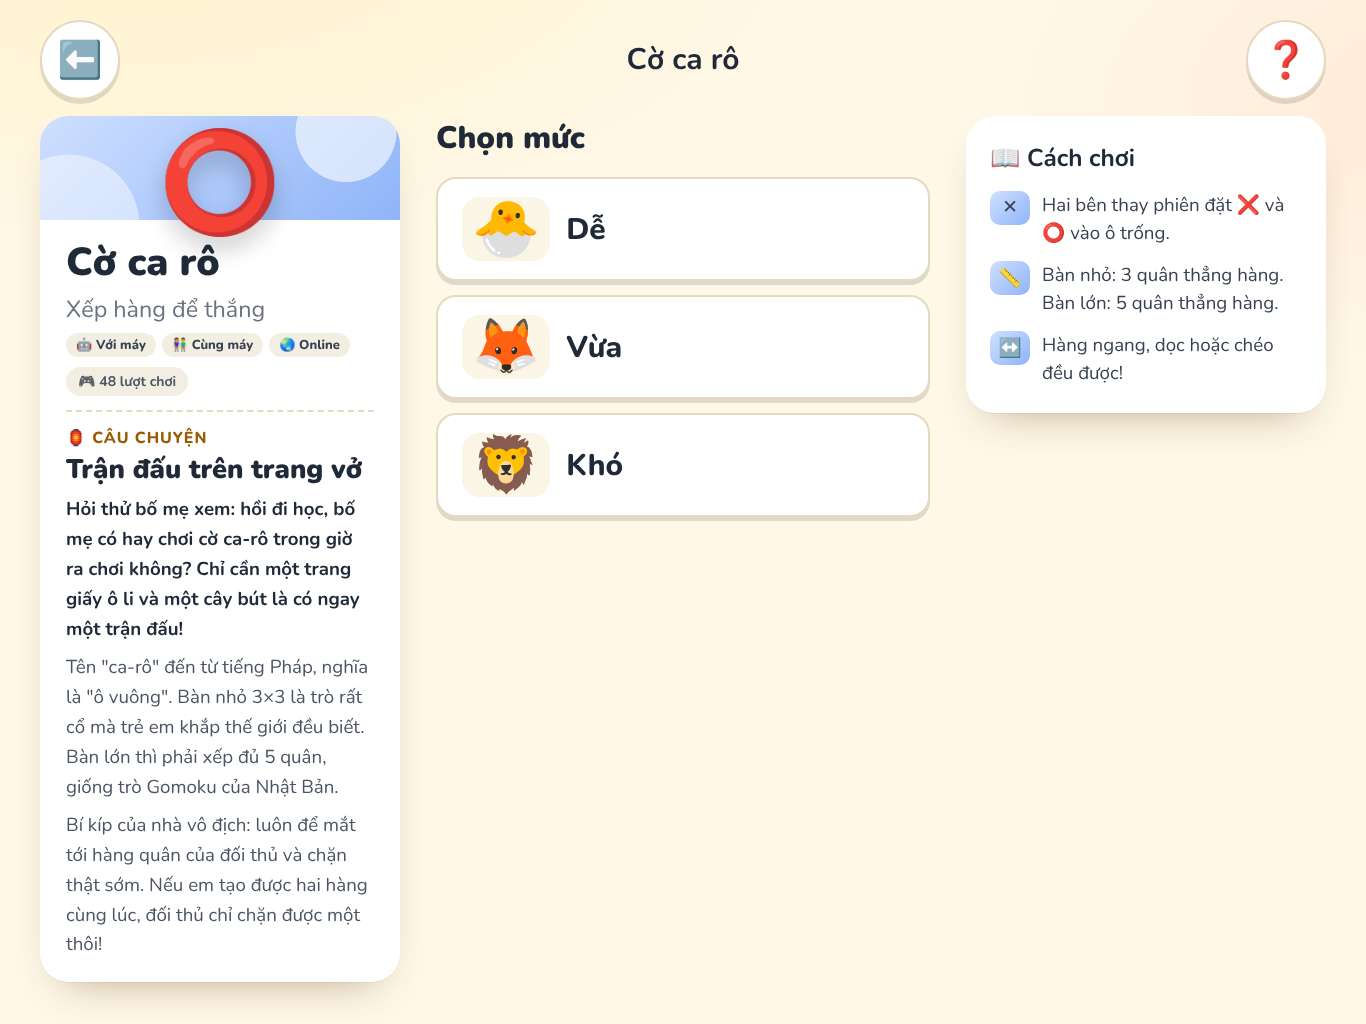 Cờ ca rô
Cờ ca rô
Xếp hàng để thắng
Với máy
Cùng máy
Online
48 lượt chơi
CÂU CHUYỆN
Trận đấu trên trang vở
Hỏi thử bố mẹ xem: hồi đi học, bố
mẹ có hay chơi cờ ca-rô trong giờ
ra chơi không? Chỉ cần một trang
giấy ô li và một cây bút là có ngay
một trận đấu!
Tên "ca-rô" đến từ tiếng Pháp, nghĩa
là "ô vuông". Bàn nhỏ 3×3 là trò rất
cổ mà trẻ em khắp thế giới đều biết.
Bàn lớn thì phải xếp đủ 5 quân,
giống trò Gomoku của Nhật Bản.
Bí kíp của nhà vô địch: luôn để mắt
tới hàng quân của đối thủ và chặn
thật sớm. Nếu em tạo được hai hàng
cùng lúc, đối thủ chỉ chặn được một
thôi!
Chọn mức
Dễ
Vừa
Khó
Cách chơi
Hai bên thay phiên đặt ❌ và
⭕ vào ô trống.
Bàn nhỏ: 3 quân thẳng hàng.
Bàn lớn: 5 quân thẳng hàng.
Hàng ngang, dọc hoặc chéo
đều được!